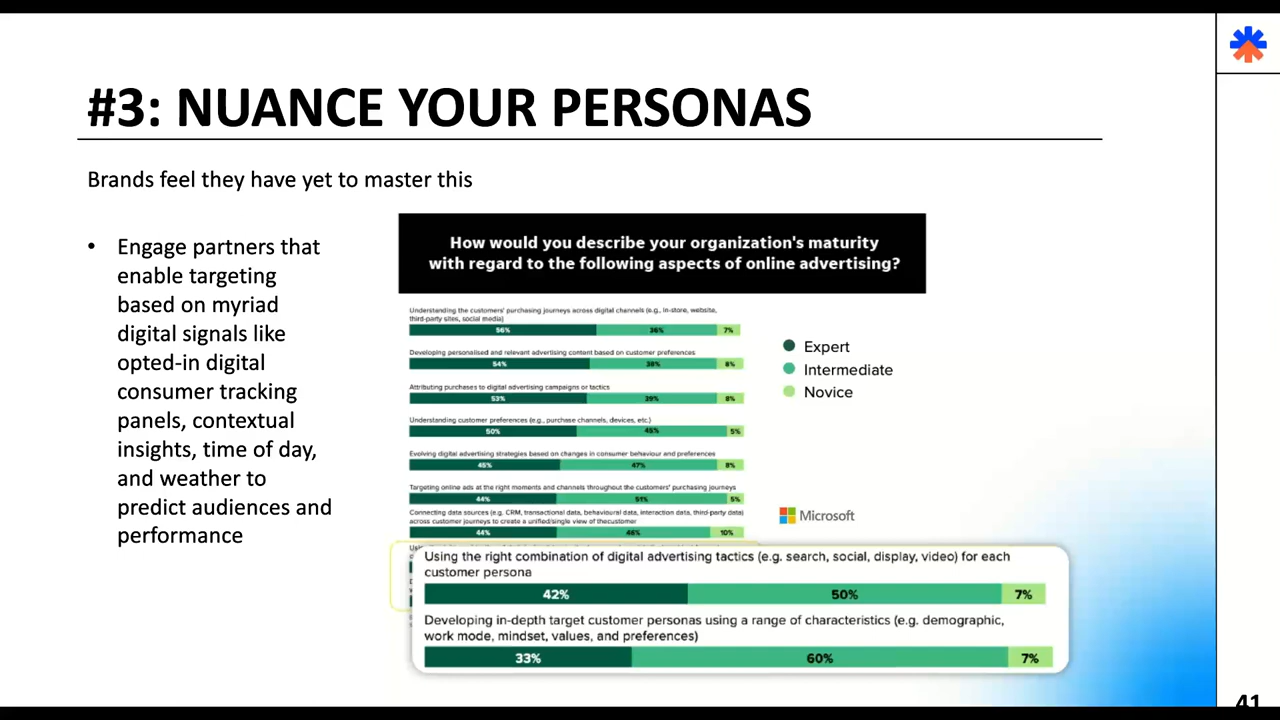 #3: NUANCE YOUR PERSONAS
Brands feel they have yet to master this
• Engage partners that
enable targeting
based on myriad
digital signals like
opted-in digital
consumer tracking
panels, contextual
insights, time of day,
and weather to
predict audiences and
performance
How would you describe your organization's maturity
with regard to the following aspects of online advertising?
Understanding the customers' purchasing journeys across digital channels (e.g., in-store, website,
third-party sites, social media)
56% 36% 7%
Developing personalised and relevant advertising content based on customer preferences
54% 38% 8%
Attributing purchases to digital advertising campaigns or tactics
53% 39% 8%
Understanding customer preferences (e.g., purchase channels, devices, etc.)
50% 45% 5%
Evolving digital advertising strategies based on changes in consumer behaviour and preferences
45% 47% 8%
Targeting online ads at the right moments and channels throughout the customers' purchasing journeys
44% 51% 5%
Connecting data sources (e.g. CRM, transactional data, behavioural data, interaction data, third-party data)
across customer journeys to create a unified/single view of thecustomer
44% 46% 10%
Expert
Intermediate
Novice
Microsoft
Using the right combination of digital advertising tactics (e.g. search, social, display, video) for each
customer persona
42% 50% 7%
Developing in-depth target customer personas using a range of characteristics (e.g. demographic,
work mode, mindset, values, and preferences)
33% 60% 7%
41